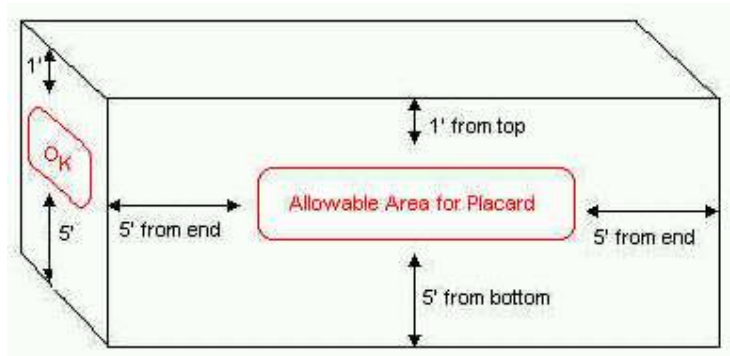 1'
1' from top
OK
Allowable Area for Placard
5'
5' from end
5' from end
5' from bottom